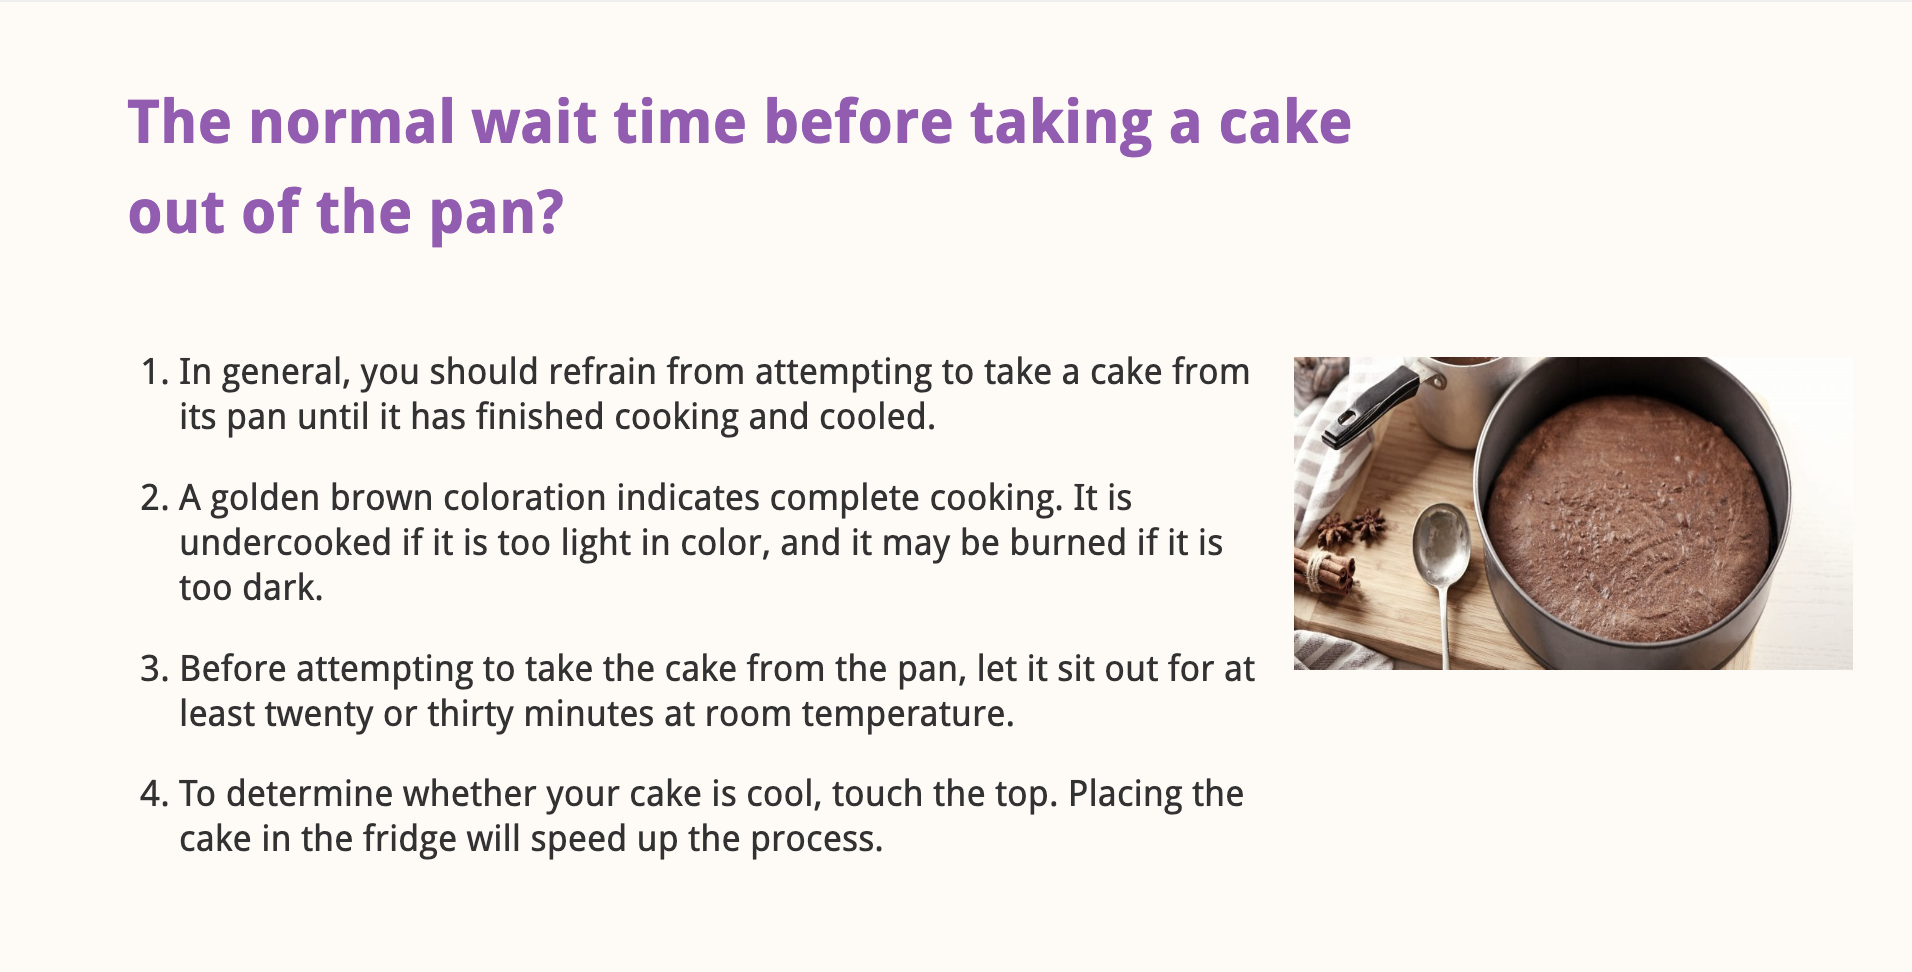 The normal wait time before taking a cake
out of the pan?
1. In general, you should refrain from attempting to take a cake from
its pan until it has finished cooking and cooled.
2. A golden brown coloration indicates complete cooking. It is
undercooked if it is too light in color, and it may be burned if it is
too dark.
3. Before attempting to take the cake from the pan, let it sit out for at
least twenty or thirty minutes at room temperature.
4. To determine whether your cake is cool, touch the top. Placing the
cake in the fridge will speed up the process.